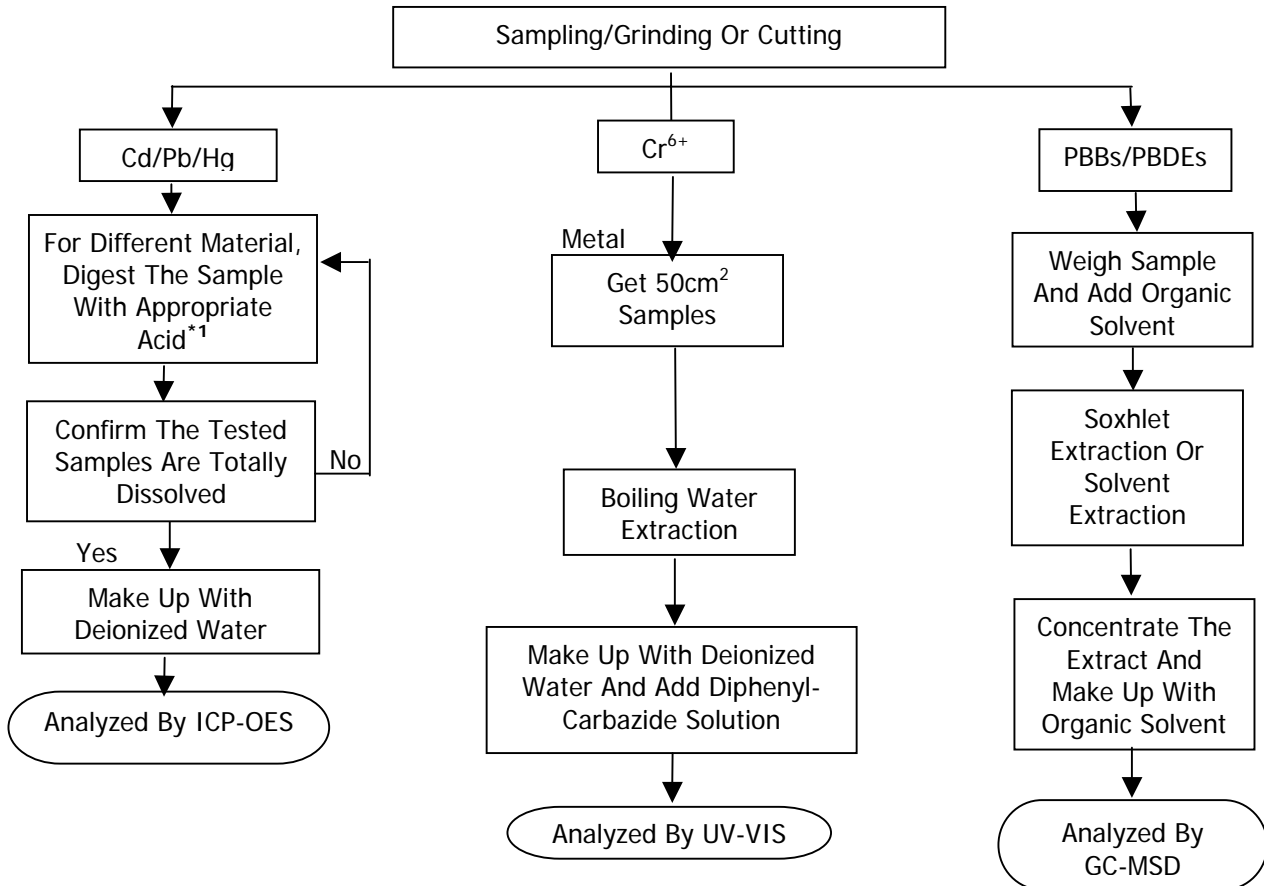 Sampling/Grinding Or Cutting
Cd/Pb/Hg
For Different Material,
Digest The Sample
With Appropriate
Acid*1
Confirm The Tested
Samples Are Totally
Dissolved
No
Yes
Make Up With
Deionized Water
Analyzed By ICP-OES
Cr6+
Metal
Get 50cm2
Samples
Boiling Water
Extraction
Make Up With Deionized
Water And Add Diphenyl-
Carbazide Solution
Analyzed By UV-VIS
PBBs/PBDEs
Weigh Sample
And Add Organic
Solvent
Soxhlet
Extraction Or
Solvent
Extraction
Concentrate The
Extract And
Make Up With
Organic Solvent
Analyzed By
GC-MSD